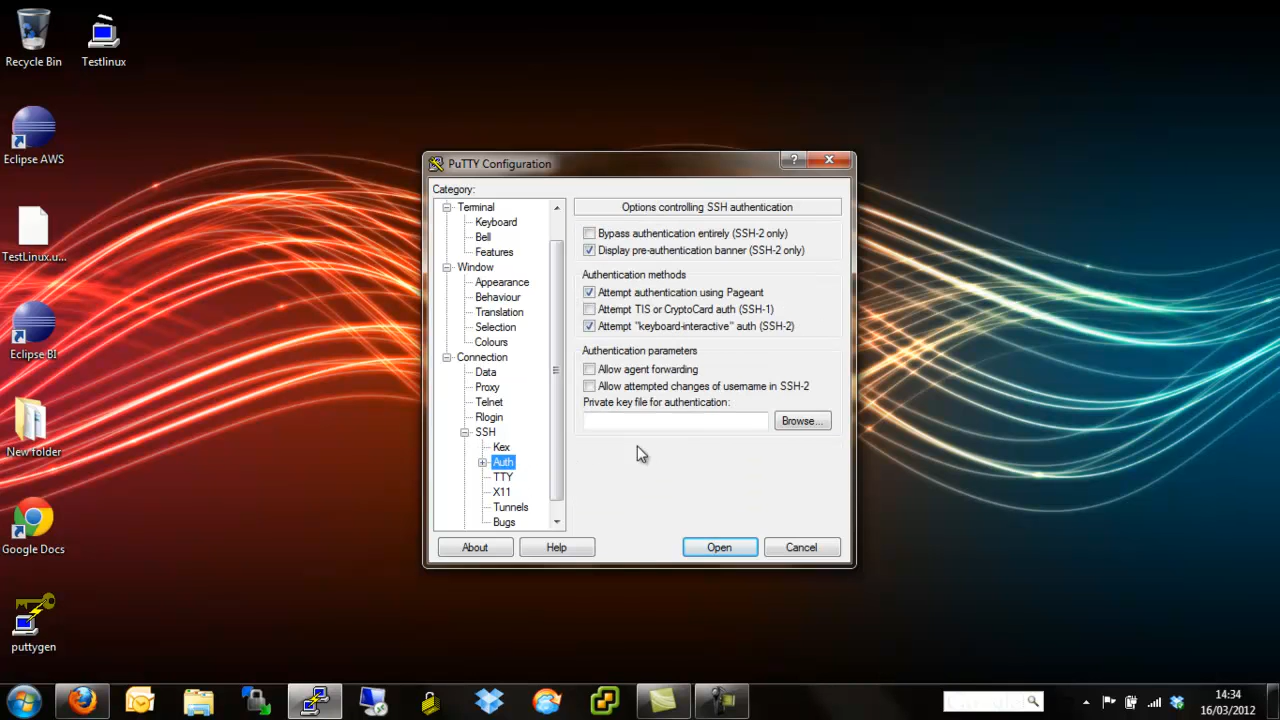 Recycle Bin
Testlinux
Eclipse AWS
TestLinux.u...
Eclipse BI
New folder
Google Docs
puttygen
PuTTY Configuration
?
Category:
Terminal
Keyboard
Bell
Features
Window
Appearance
Behaviour
Translation
Selection
Colours
Connection
Data
Proxy
Telnet
Rlogin
SSH
Kex
Auth
TTY
X11
Tunnels
Bugs
Options controlling SSH authentication
Bypass authentication entirely (SSH-2 only)
Display pre-authentication banner (SSH-2 only)
Authentication methods
Attempt authentication using Pageant
Attempt TIS or CryptoCard auth (SSH-1)
Attempt "keyboard-interactive" auth (SSH-2)
Authentication parameters
Allow agent forwarding
Allow attempted changes of username in SSH-2
Private key file for authentication:
Browse...
About
Help
Open
Cancel
14:34
16/03/2012